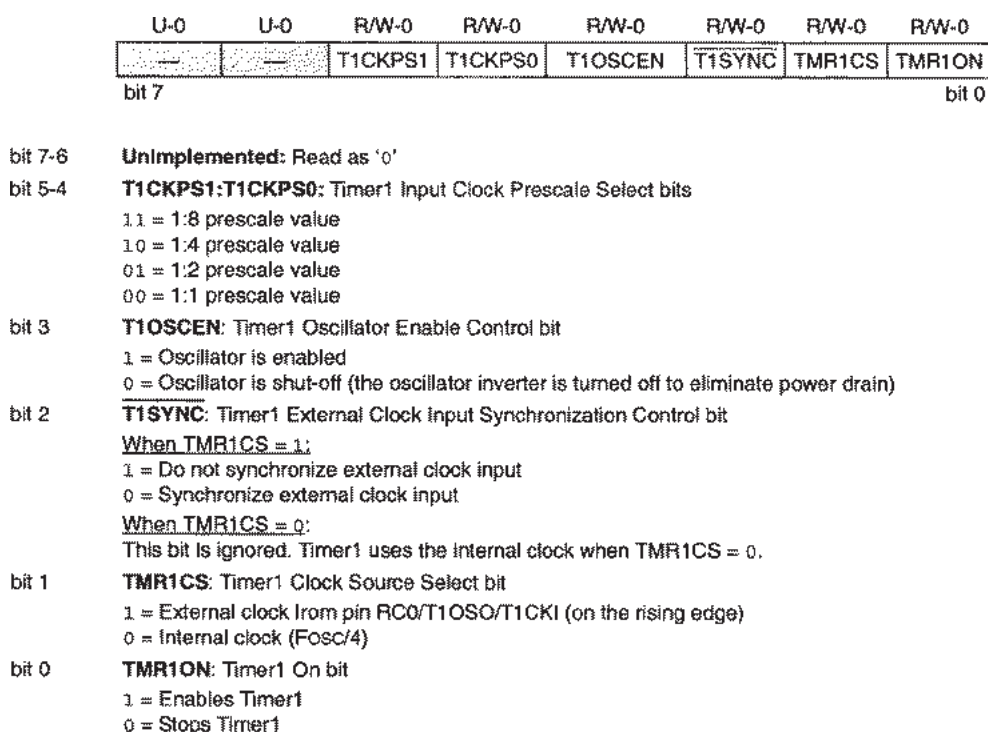 U-0 U-0 R/W-0 R/W-0 R/W-0 R/W-0 R/W-0 R/W-0
— — T1CKPS1 T1CKPS0 T1OSCEN T1SYNC TMR1CS TMR1ON
bit 7 bit 0
bit 7-6 Unimplemented: Read as '0'
bit 5-4 T1CKPS1:T1CKPS0: Timer1 Input Clock Prescale Select bits
11 = 1:8 prescale value
10 = 1:4 prescale value
01 = 1:2 prescale value
00 = 1:1 prescale value
bit 3 T1OSCEN: Timer1 Oscillator Enable Control bit
1 = Oscillator is enabled
0 = Oscillator is shut-off (the oscillator inverter is turned off to eliminate power drain)
bit 2 T1SYNC: Timer1 External Clock Input Synchronization Control bit
When TMR1CS = 1:
1 = Do not synchronize external clock input
0 = Synchronize external clock input
When TMR1CS = 0:
This bit is ignored. Timer1 uses the internal clock when TMR1CS = 0.
bit 1 TMR1CS: Timer1 Clock Source Select bit
1 = External clock from pin RC0/T1OSO/T1CKI (on the rising edge)
0 = Internal clock (FOSC/4)
bit 0 TMR1ON: Timer1 On bit
1 = Enables Timer1
0 = Stops Timer1